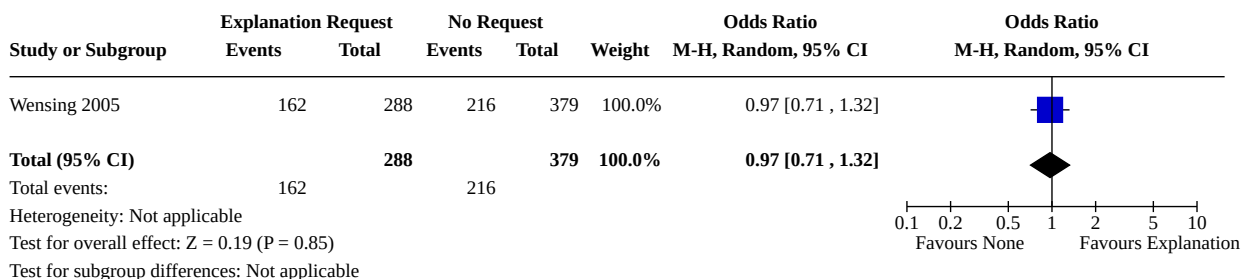 Explanation Request No Request Odds Ratio Odds Ratio
Study or Subgroup Events Total Events Total Weight M-H, Random, 95% CI M-H, Random, 95% CI
Wensing 2005 162 288 216 379 100.0% 0.97 [0.71 , 1.32]
Total (95% CI) 288 379 100.0% 0.97 [0.71 , 1.32]
Total events: 162 216
Heterogeneity: Not applicable
0.1 0.2 0.5 1 2 5 10
Test for overall effect: Z = 0.19 (P = 0.85) Favours None Favours Explanation
Test for subgroup differences: Not applicable